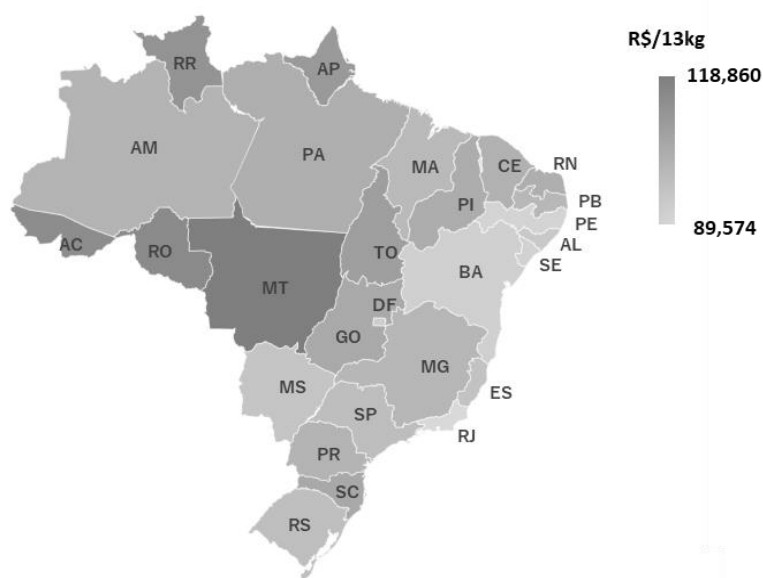 R$/13kg
118,860
89,574
RR
AP
AM
PA
MA
CE
RN
PB
PE
AL
SE
PI
AC
RO
TO
BA
MT
DF
GO
MG
MS
ES
SP
RJ
PR
SC
RS